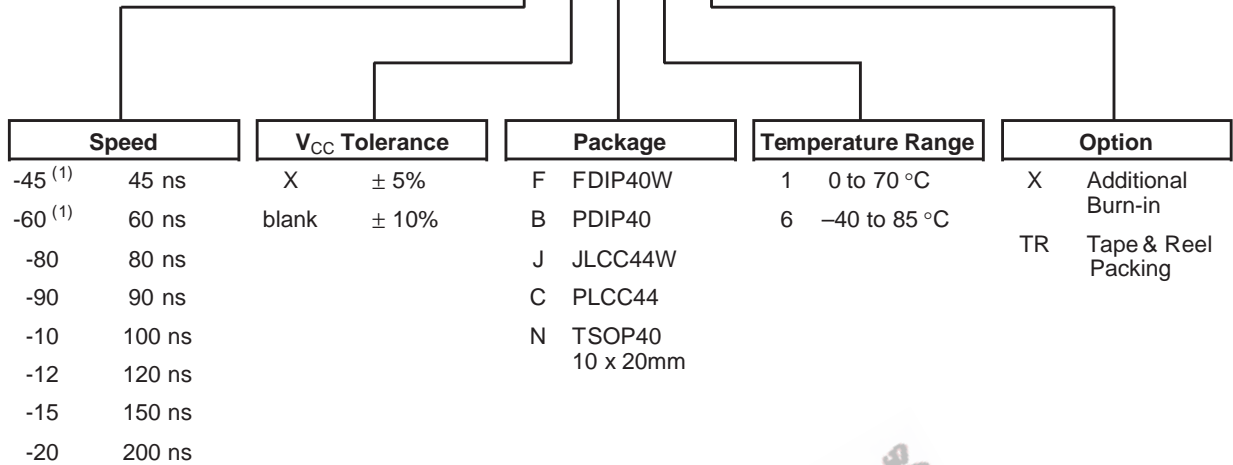 Speed
-45 (1) 45 ns
-60 (1) 60 ns
-80 80 ns
-90 90 ns
-10 100 ns
-12 120 ns
-15 150 ns
-20 200 ns
VCC Tolerance
X ± 5%
blank ± 10%
Package
F FDIP40W
B PDIP40
J JLCC44W
C PLCC44
N TSOP40
10 x 20mm
Temperature Range
1 0 to 70 °C
6 –40 to 85 °C
Option
X Additional
Burn-in
TR Tape & Reel
Packing